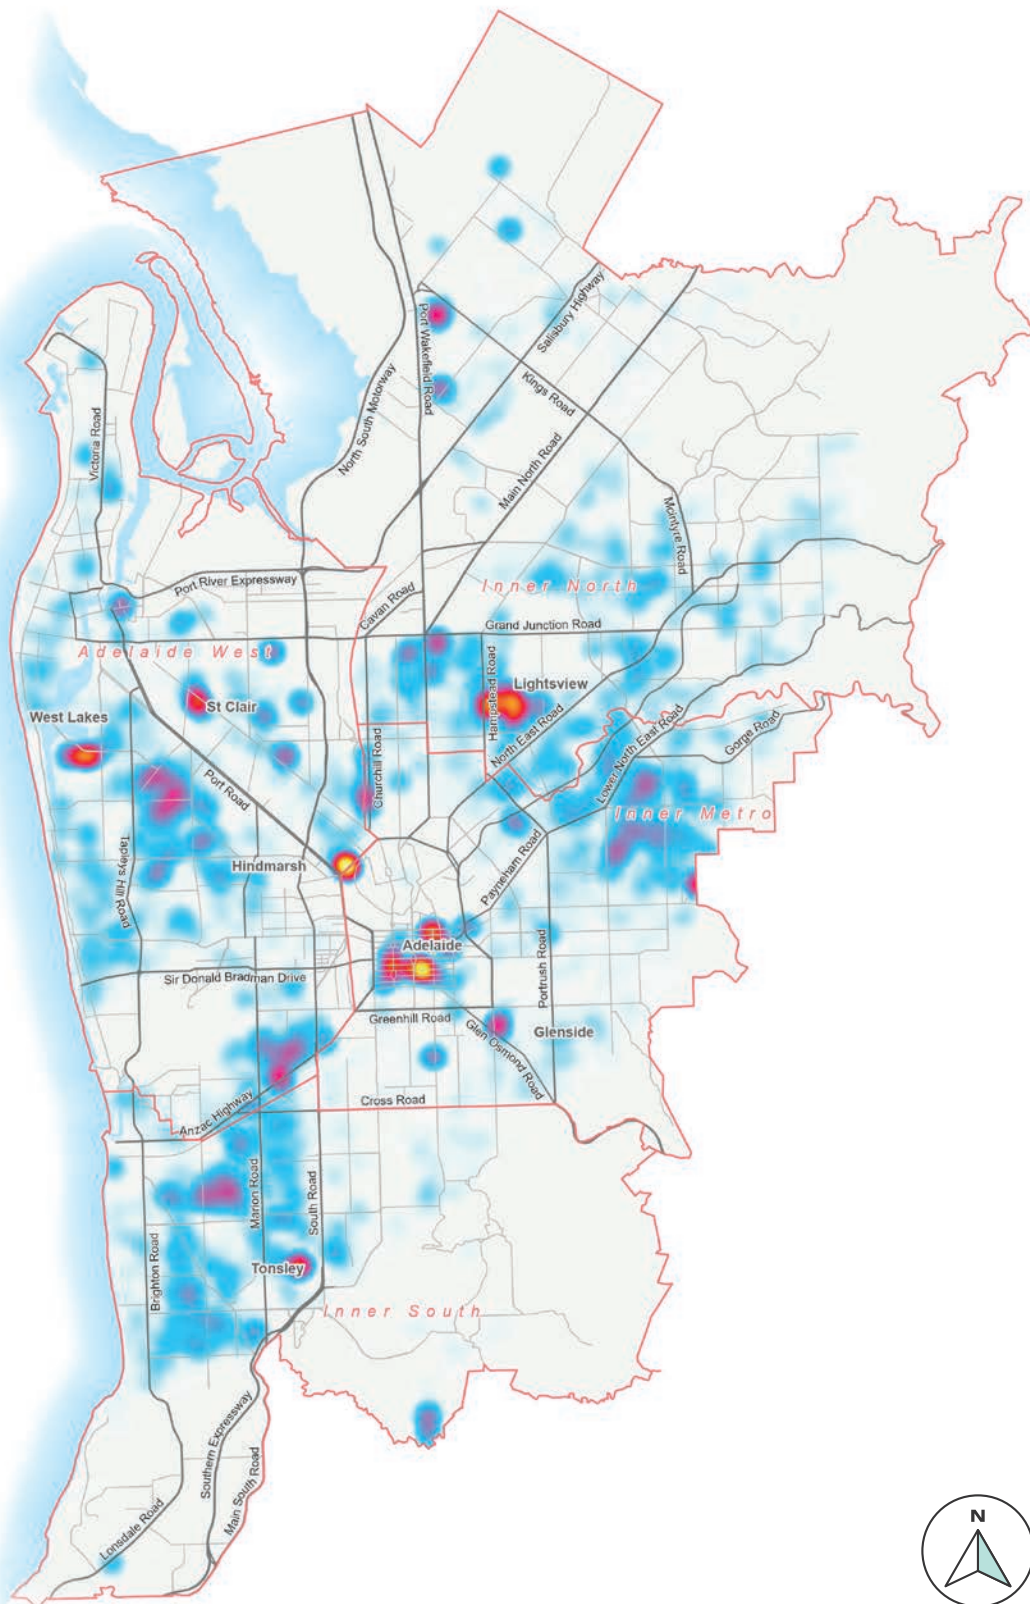 Salisbury Highway
Port Wakefield Road
Kings Road
North South Motorway
Victoria Road
Main North Road
McIntyre Road
Port River Expressway
Inner North
Cavan Road
Grand Junction Road
Adelaide West
Hampstead Road
Lightsview
St Clair
West Lakes
North East Road
Lower North East Road
Gorge Road
Churchill Road
Port Road
Inner Metro
Tapleys Hill Road
Hindmarsh
Payneham Road
Adelaide
Portrush Road
Sir Donald Bradman Drive
Greenhill Road
Glen Osmond Road
Glenside
Cross Road
Anzac Highway
Marion Road
South Road
Brighton Road
Tonsley
Inner South
Southern Expressway
Main South Road
Lonsdale Road
N